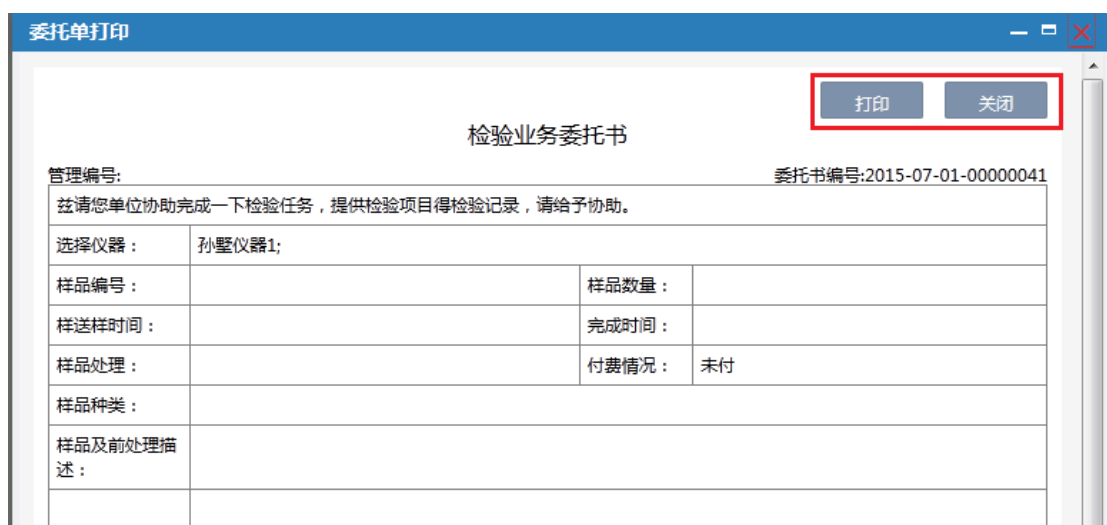 委托单打印
打印 关闭
检验业务委托书
管理编号: 委托书编号:2015-07-01-00000041
兹请您单位协助完成一下检验任务，提供检验项目得检验记录，请给予协助。
选择仪器： 孙墅仪器1;
样品编号： 样品数量：
样送样时间： 完成时间：
样品处理： 付费情况： 未付
样品种类：
样品及前处理描
述：